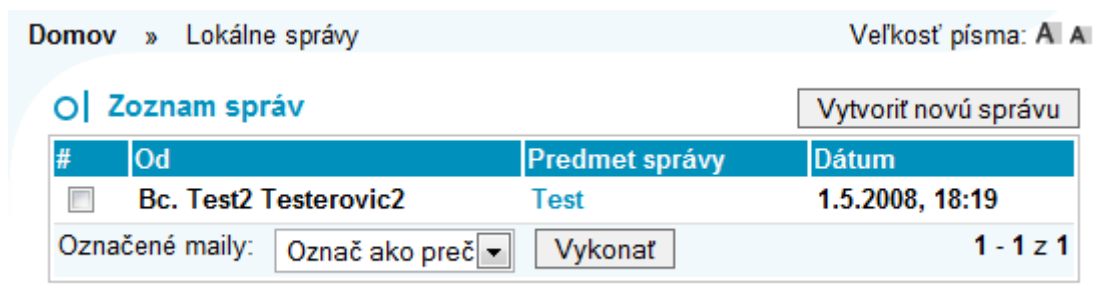 Domov » Lokálne správy Veľkosť písma: A A
Zoznam správ Vytvoriť novú správu
# Od Predmet správy Dátum
Bc. Test2 Testerovic2 Test 1.5.2008, 18:19
Označené maily: Označ ako preč Vykonať 1 - 1 z 1